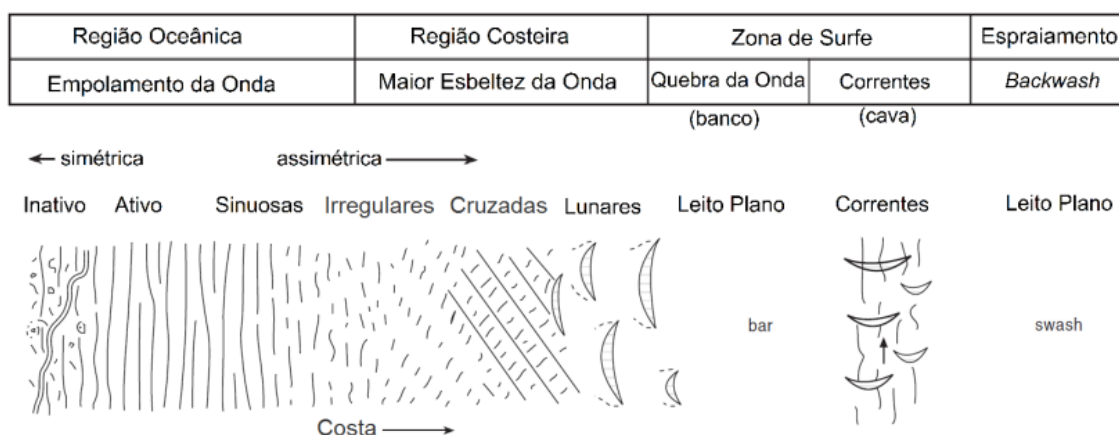 Região Oceânica Região Costeira Zona de Surfe Espraiamento
Empolamento da Onda Maior Esbeltez da Onda Quebra da Onda Correntes Backwash
(banco) (cava)
simétrica assimétrica
Inativo Ativo Sinuosas Irregulares Cruzadas Lunares Leito Plano Correntes Leito Plano
bar swash
Costa